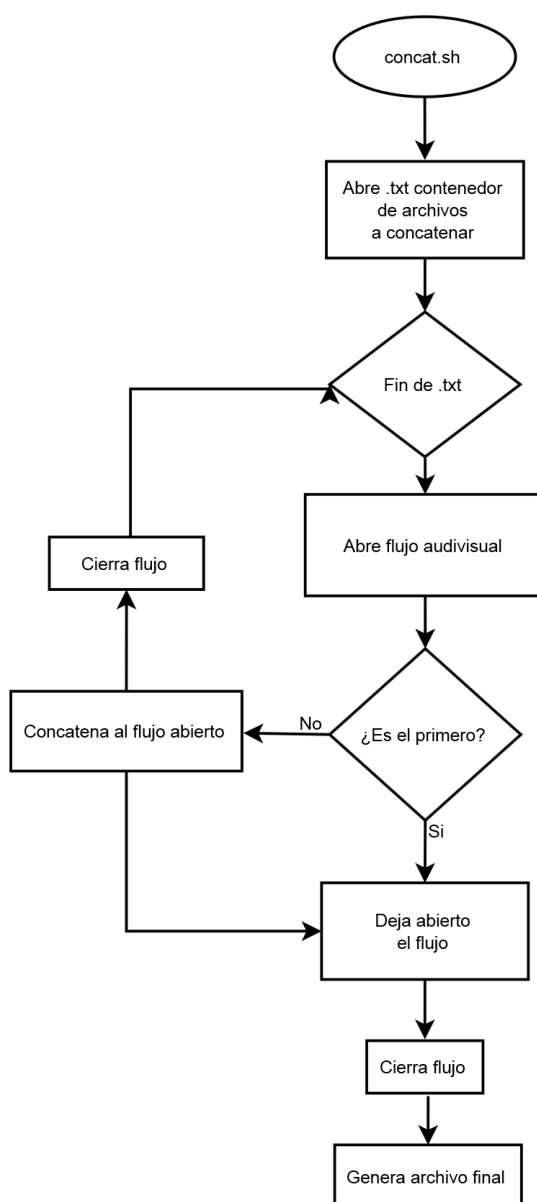 concat.sh
Abre .txt contenedor
de archivos
a concatenar
Fin de .txt
Abre flujo audivisual
Cierra flujo
¿Es el primero?
No
Concatena al flujo abierto
Si
Deja abierto
el flujo
Cierra flujo
Genera archivo final